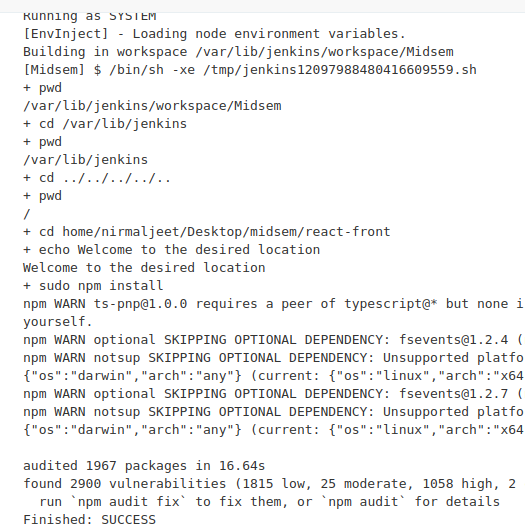 Running as SYSTEM
[EnvInject] - Loading node environment variables.
Building in workspace /var/lib/jenkins/workspace/Midsem
[Midsem] $ /bin/sh -xe /tmp/jenkins12097988480416609559.sh
+ pwd
/var/lib/jenkins/workspace/Midsem
+ cd /var/lib/jenkins
+ pwd
/var/lib/jenkins
+ cd ../../../../..
+ pwd
/
+ cd home/nirmaljeet/Desktop/midsem/react-front
+ echo Welcome to the desired location
Welcome to the desired location
+ sudo npm install
npm WARN ts-pnp@1.0.0 requires a peer of typescript@* but none i
yourself.
npm WARN optional SKIPPING OPTIONAL DEPENDENCY: fsevents@1.2.4 (
npm WARN notsup SKIPPING OPTIONAL DEPENDENCY: Unsupported platfo
{"os":"darwin","arch":"any"} (current: {"os":"linux","arch":"x64
npm WARN optional SKIPPING OPTIONAL DEPENDENCY: fsevents@1.2.7 (
npm WARN notsup SKIPPING OPTIONAL DEPENDENCY: Unsupported platfo
{"os":"darwin","arch":"any"} (current: {"os":"linux","arch":"x64
audited 1967 packages in 16.64s
found 2900 vulnerabilities (1815 low, 25 moderate, 1058 high, 2
run `npm audit fix` to fix them, or `npm audit` for details
Finished: SUCCESS